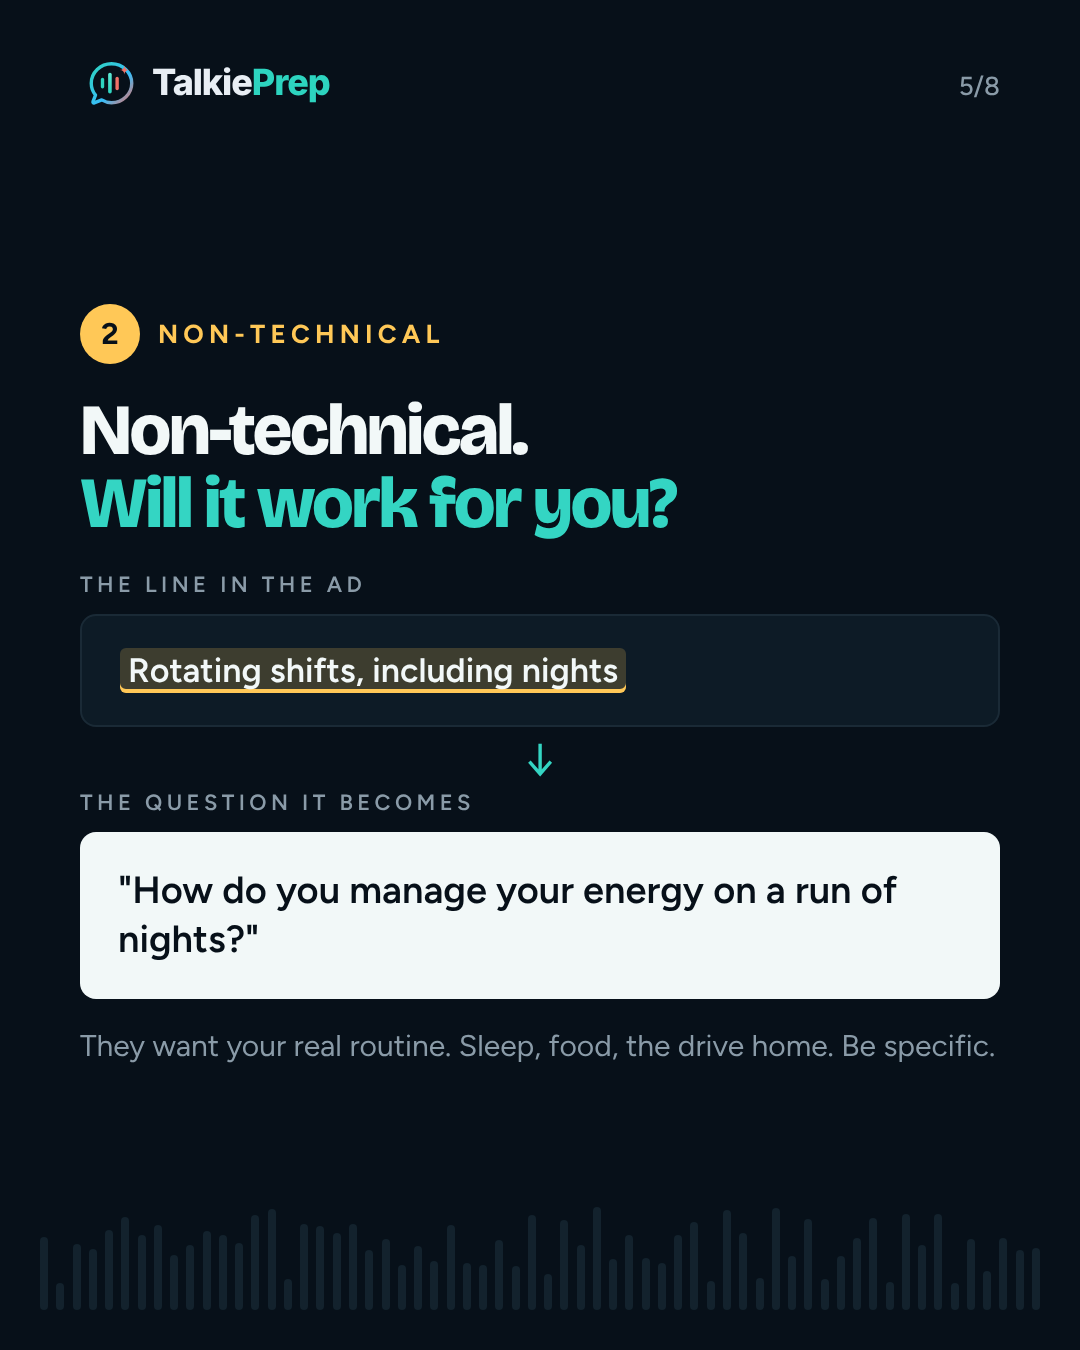 TalkiePrep
5/8
2 NON-TECHNICAL
Non-technical.
Will it work for you?
THE LINE IN THE AD
Rotating shifts, including nights
↓
THE QUESTION IT BECOMES
"How do you manage your energy on a run of
nights?"
They want your real routine. Sleep, food, the drive home. Be specific.